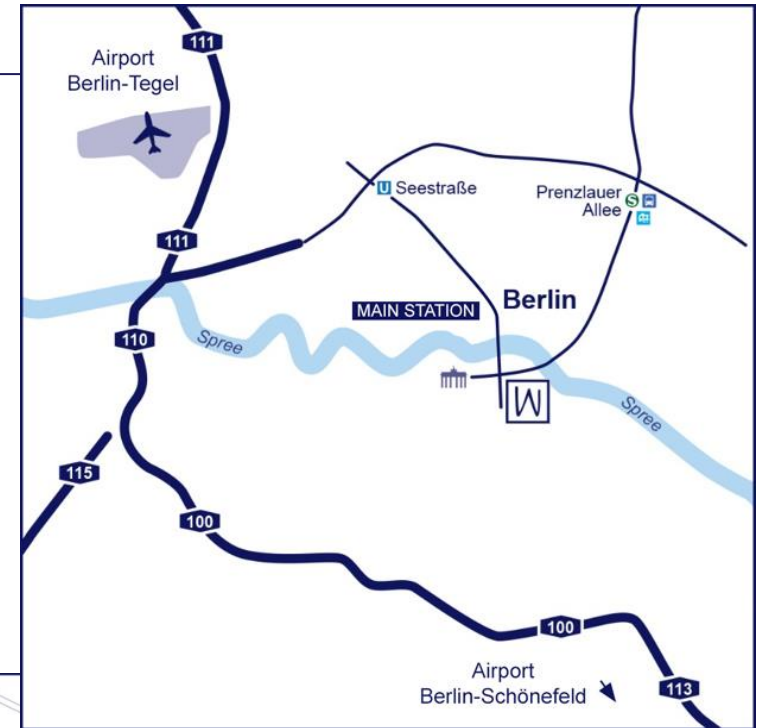 111
Airport
Berlin-Tegel
U Seestraße
Prenzlauer
Allee
S
111
Berlin
MAIN STATION
110
Spree
W
Spree
115
100
100
Airport
Berlin-Schönefeld
113